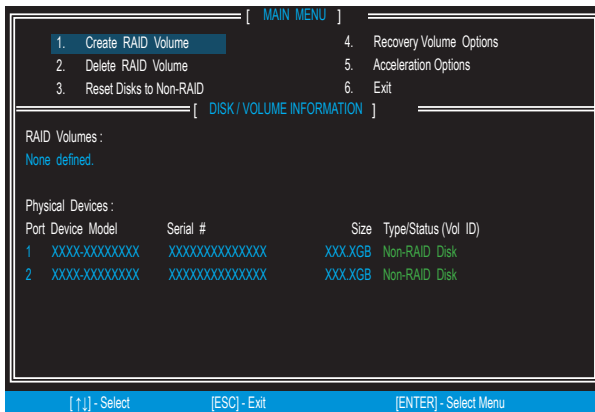 [ MAIN MENU ]
1. Create RAID Volume
2. Delete RAID Volume
3. Reset Disks to Non-RAID
4. Recovery Volume Options
5. Acceleration Options
6. Exit
[ DISK / VOLUME INFORMATION ]
RAID Volumes :
None defined.
Physical Devices :
Port Device Model Serial # Size Type/Status (Vol ID)
1 XXXX-XXXXXXXX XXXXXXXXXXXXXX XXX.XGB Non-RAID Disk
2 XXXX-XXXXXXXX XXXXXXXXXXXXXX XXX.XGB Non-RAID Disk
[ ↑↓] - Select [ESC] - Exit [ENTER] - Select Menu